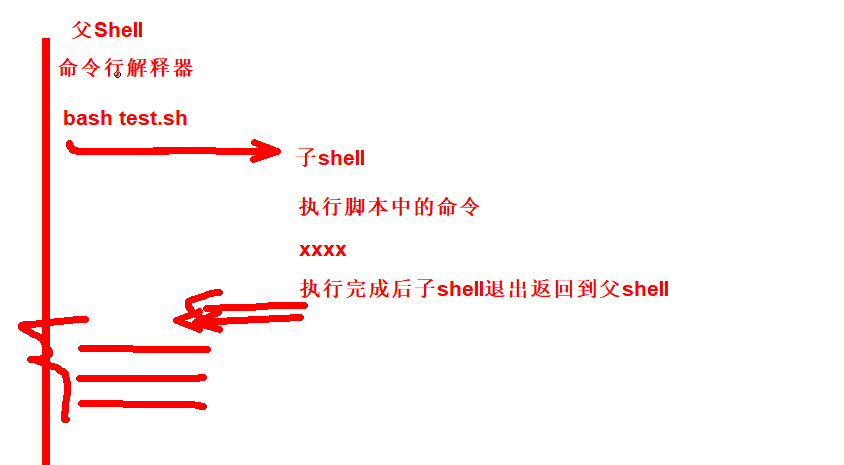 父Shell
命令行解释器
bash test.sh
子shell
执行脚本中的命令
xxxx
执行完成后子shell退出返回到父shell